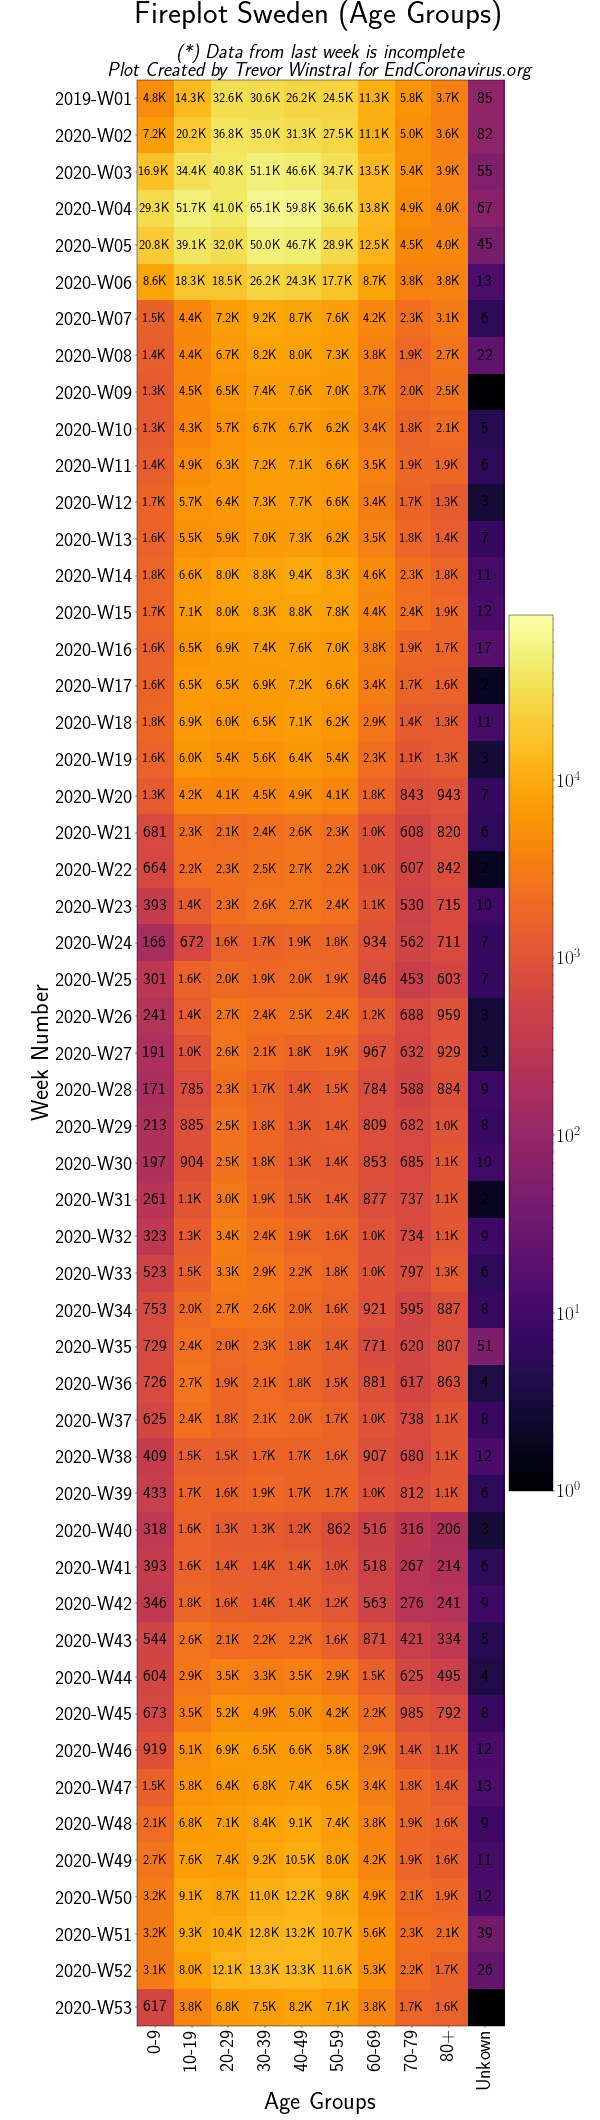 Fireplot Sweden (Age Groups)
(*) Data from last week is incomplete
Plot Created by Trevor Winstral for EndCoronavirus.org
2019-W01 4.8K 14.3K 32.6K 30.6K 26.2K 24.5K 11.3K 5.8K 3.7K 85
2020-W02 7.2K 20.2K 36.8K 35.0K 31.3K 27.5K 11.1K 5.0K 3.6K 82
2020-W03 16.9K 34.4K 40.8K 51.1K 46.6K 34.7K 13.5K 5.4K 3.9K 55
2020-W04 29.3K 51.7K 41.0K 65.1K 59.8K 36.6K 13.8K 4.9K 4.0K 67
2020-W05 20.8K 39.1K 32.0K 50.0K 46.7K 28.9K 12.5K 4.5K 4.0K 45
2020-W06 8.6K 18.3K 18.5K 26.2K 24.3K 17.7K 8.7K 3.8K 3.8K 13
2020-W07 1.5K 4.4K 7.2K 9.2K 8.7K 7.6K 4.2K 2.3K 3.1K 6
2020-W08 1.4K 4.4K 6.7K 8.2K 8.0K 7.3K 3.8K 1.9K 2.7K 22
2020-W09 1.3K 4.5K 6.5K 7.4K 7.6K 7.0K 3.7K 2.0K 2.5K
2020-W10 1.3K 4.3K 5.7K 6.7K 6.7K 6.2K 3.4K 1.8K 2.1K 5
2020-W11 1.4K 4.9K 6.3K 7.2K 7.1K 6.6K 3.5K 1.9K 1.9K 6
2020-W12 1.7K 5.7K 6.4K 7.3K 7.7K 6.6K 3.4K 1.7K 1.3K 3
2020-W13 1.6K 5.5K 5.9K 7.0K 7.3K 6.2K 3.5K 1.8K 1.4K 7
2020-W14 1.8K 6.6K 8.0K 8.8K 9.4K 8.3K 4.6K 2.3K 1.8K 11
2020-W15 1.7K 7.1K 8.0K 8.3K 8.8K 7.8K 4.4K 2.4K 1.9K 12
2020-W16 1.6K 6.5K 6.9K 7.4K 7.6K 7.0K 3.8K 1.9K 1.7K 17
2020-W17 1.6K 6.5K 6.5K 6.9K 7.2K 6.6K 3.4K 1.7K 1.6K 2
2020-W18 1.8K 6.9K 6.0K 6.5K 7.1K 6.2K 2.9K 1.4K 1.3K 11
2020-W19 1.6K 6.0K 5.4K 5.6K 6.4K 5.4K 2.3K 1.1K 1.3K 3
2020-W20 1.3K 4.2K 4.1K 4.5K 4.9K 4.1K 1.8K 843 943 7
2020-W21 681 2.3K 2.1K 2.4K 2.6K 2.3K 1.0K 608 820 6
2020-W22 664 2.2K 2.3K 2.5K 2.7K 2.2K 1.0K 607 842 2
2020-W23 393 1.4K 2.3K 2.6K 2.7K 2.4K 1.1K 530 715 10
2020-W24 166 672 1.6K 1.7K 1.9K 1.8K 934 562 711 7
2020-W25 301 1.6K 2.0K 1.9K 2.0K 1.9K 846 453 603 7
2020-W26 241 1.4K 2.7K 2.4K 2.5K 2.4K 1.2K 688 959 3
2020-W27 191 1.0K 2.6K 2.1K 1.8K 1.9K 967 632 929 3
2020-W28 171 785 2.3K 1.7K 1.4K 1.5K 784 588 884 9
2020-W29 213 885 2.5K 1.8K 1.3K 1.4K 809 682 1.0K 8
2020-W30 197 904 2.5K 1.8K 1.3K 1.4K 853 685 1.1K 10
2020-W31 261 1.1K 3.0K 1.9K 1.5K 1.4K 877 737 1.1K 2
2020-W32 323 1.3K 3.4K 2.4K 1.9K 1.6K 1.0K 734 1.1K 9
2020-W33 523 1.5K 3.3K 2.9K 2.2K 1.8K 1.0K 797 1.3K 6
2020-W34 753 2.0K 2.7K 2.6K 2.0K 1.6K 921 595 887 8
2020-W35 729 2.4K 2.0K 2.3K 1.8K 1.4K 771 620 807 51
2020-W36 726 2.7K 1.9K 2.1K 1.8K 1.5K 881 617 863 4
2020-W37 625 2.4K 1.8K 2.1K 2.0K 1.7K 1.0K 738 1.1K 8
2020-W38 409 1.5K 1.5K 1.7K 1.7K 1.6K 907 680 1.1K 12
2020-W39 433 1.7K 1.6K 1.9K 1.7K 1.7K 1.0K 812 1.1K 6
2020-W40 318 1.6K 1.3K 1.3K 1.2K 862 516 316 206 3
2020-W41 393 1.6K 1.4K 1.4K 1.4K 1.0K 518 267 214 6
2020-W42 346 1.8K 1.6K 1.4K 1.4K 1.2K 563 276 241 9
2020-W43 544 2.6K 2.1K 2.2K 2.2K 1.6K 871 421 334 5
2020-W44 604 2.9K 3.5K 3.3K 3.5K 2.9K 1.5K 625 495 4
2020-W45 673 3.5K 5.2K 4.9K 5.0K 4.2K 2.2K 985 792 8
2020-W46 919 5.1K 6.9K 6.5K 6.6K 5.8K 2.9K 1.4K 1.1K 12
2020-W47 1.5K 5.8K 6.4K 6.8K 7.4K 6.5K 3.4K 1.8K 1.4K 13
2020-W48 2.1K 6.8K 7.1K 8.4K 9.1K 7.4K 3.8K 1.9K 1.6K 9
2020-W49 2.7K 7.6K 7.4K 9.2K 10.5K 8.0K 4.2K 1.9K 1.6K 11
2020-W50 3.2K 9.1K 8.7K 11.0K 12.2K 9.8K 4.9K 2.1K 1.9K 12
2020-W51 3.2K 9.3K 10.4K 12.8K 13.2K 10.7K 5.6K 2.3K 2.1K 39
2020-W52 3.1K 8.0K 12.1K 13.3K 13.3K 11.6K 5.3K 2.2K 1.7K 26
2020-W53 617 3.8K 6.8K 7.5K 8.2K 7.1K 3.8K 1.7K 1.6K
0-9 10-19 20-29 30-39 40-49 50-59 60-69 70-79 80+ Unkown
Age Groups
Week Number
10^4
10^3
10^2
10^1
10^0